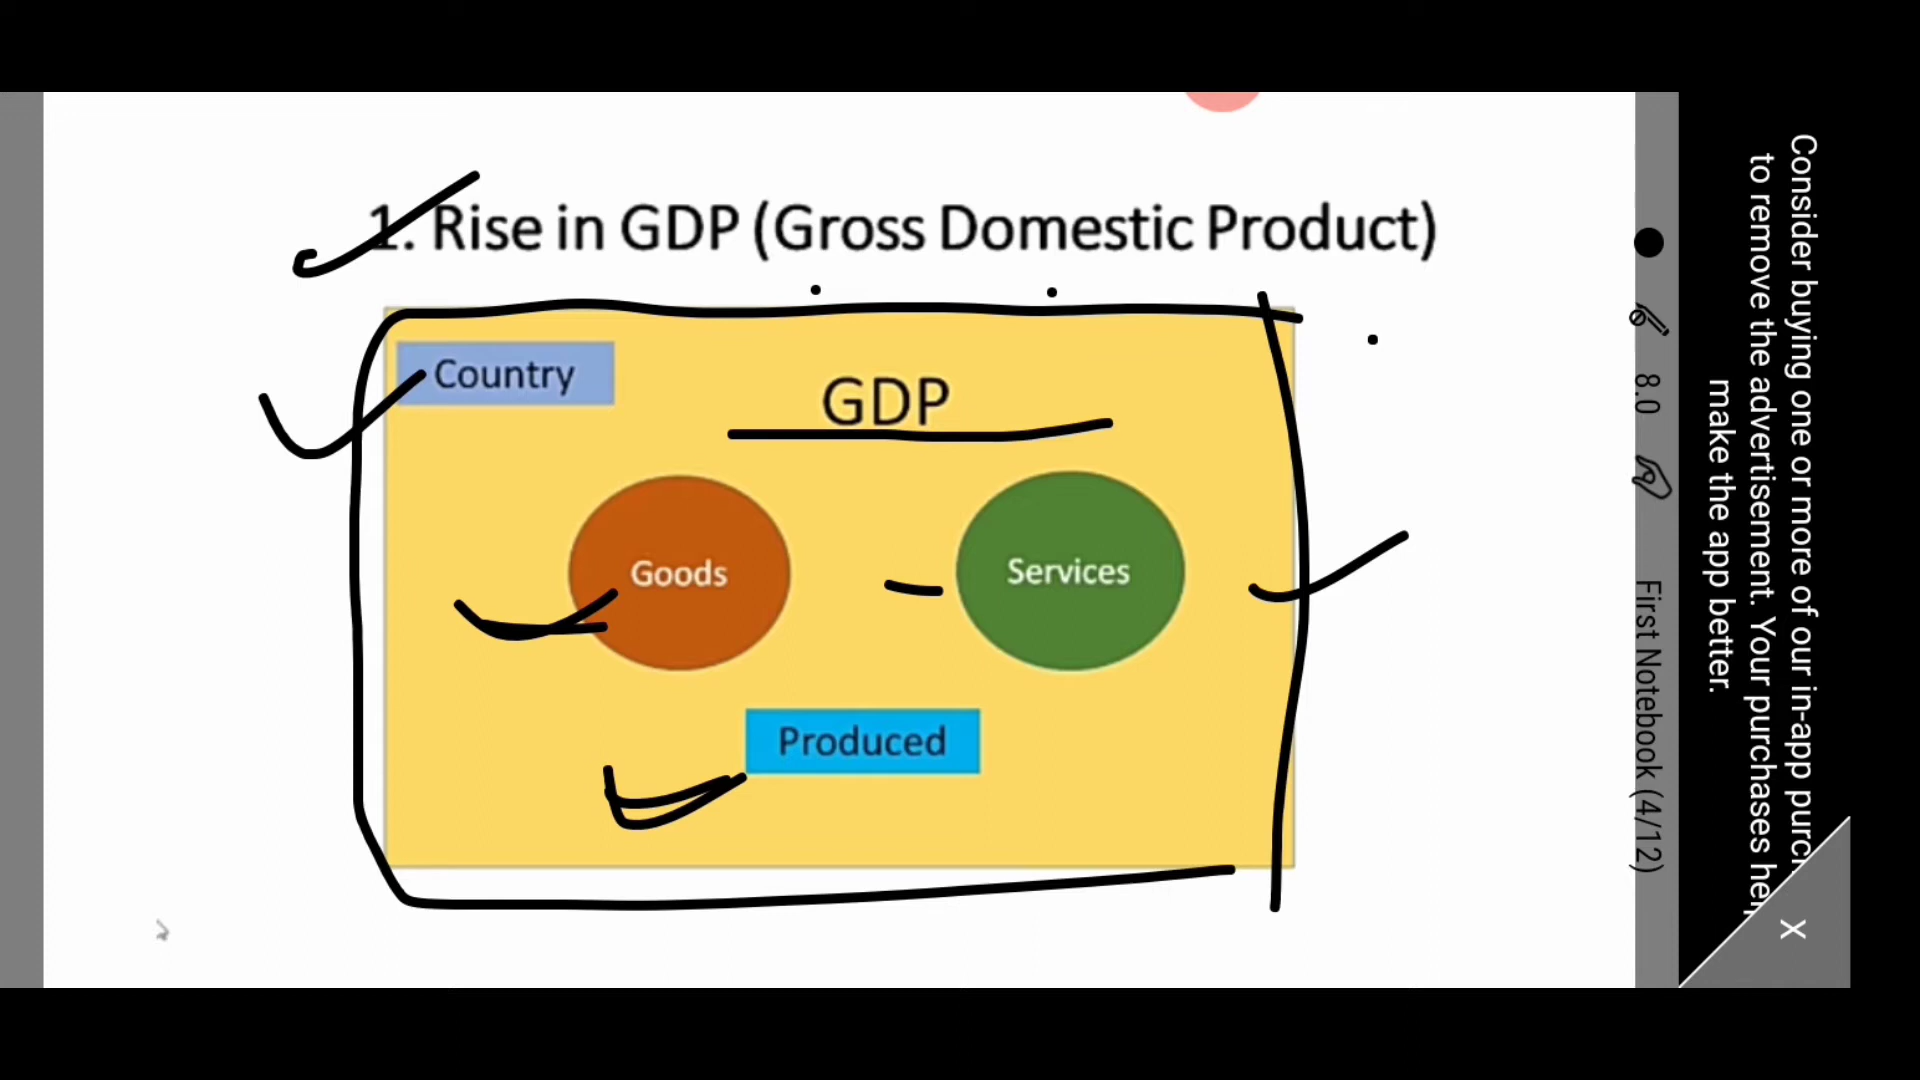 1. Rise in GDP (Gross Domestic Product)
Country
GDP
Goods
Services
Produced
8.0
First Notebook (4/12)
Consider buying one or more of our in-app purc
to remove the advertisement. Your purchases hel
make the app better.
X